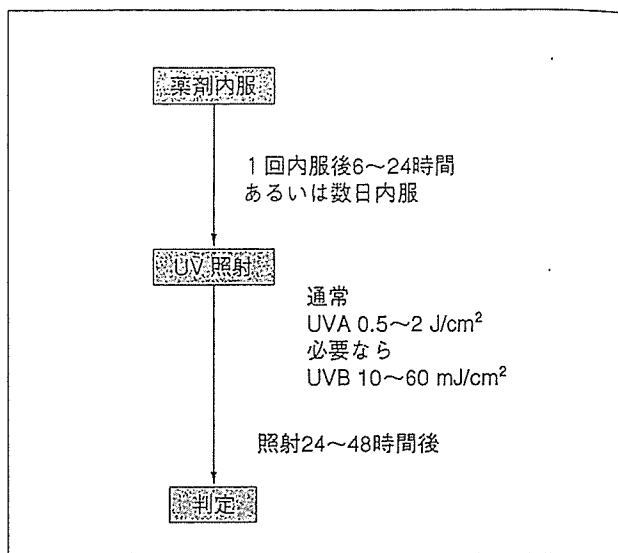 薬剤内服
1回内服後6〜24時間
あるいは数日内服
UV 照射
通常
UVA 0.5〜2 J/cm²
必要なら
UVB 10〜60 mJ/cm²
照射24〜48時間後
判定